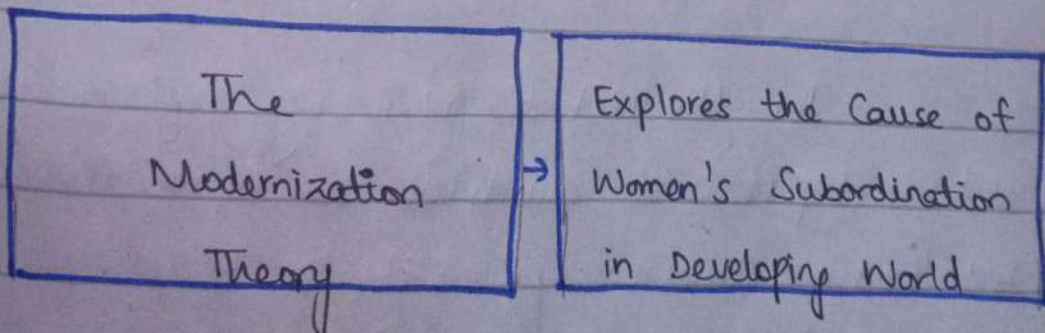 The
Modernization
Theory
→
Explores the Cause of
Women's Subordination
in Developing World